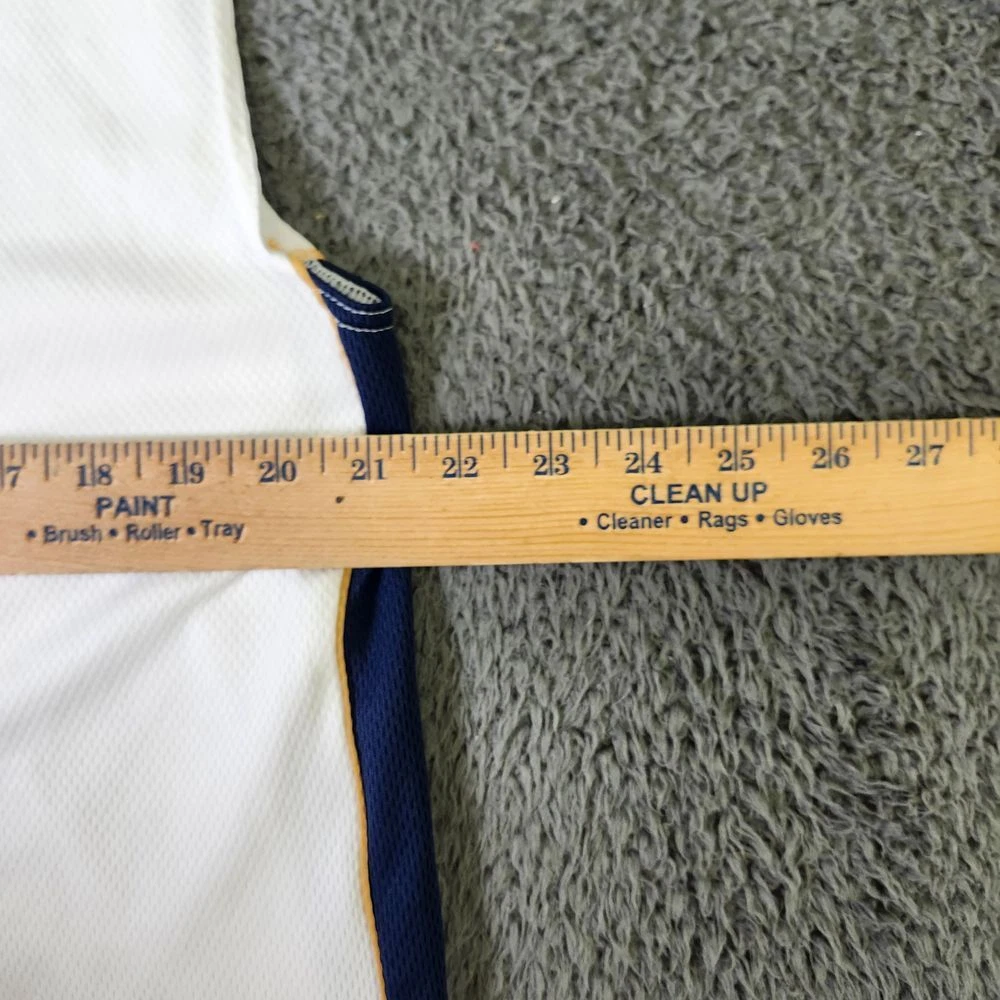 7 18 19 20 21 22 23 24 25 26 27
PAINT
• Brush • Roller • Tray
CLEAN UP
• Cleaner • Rags • Gloves